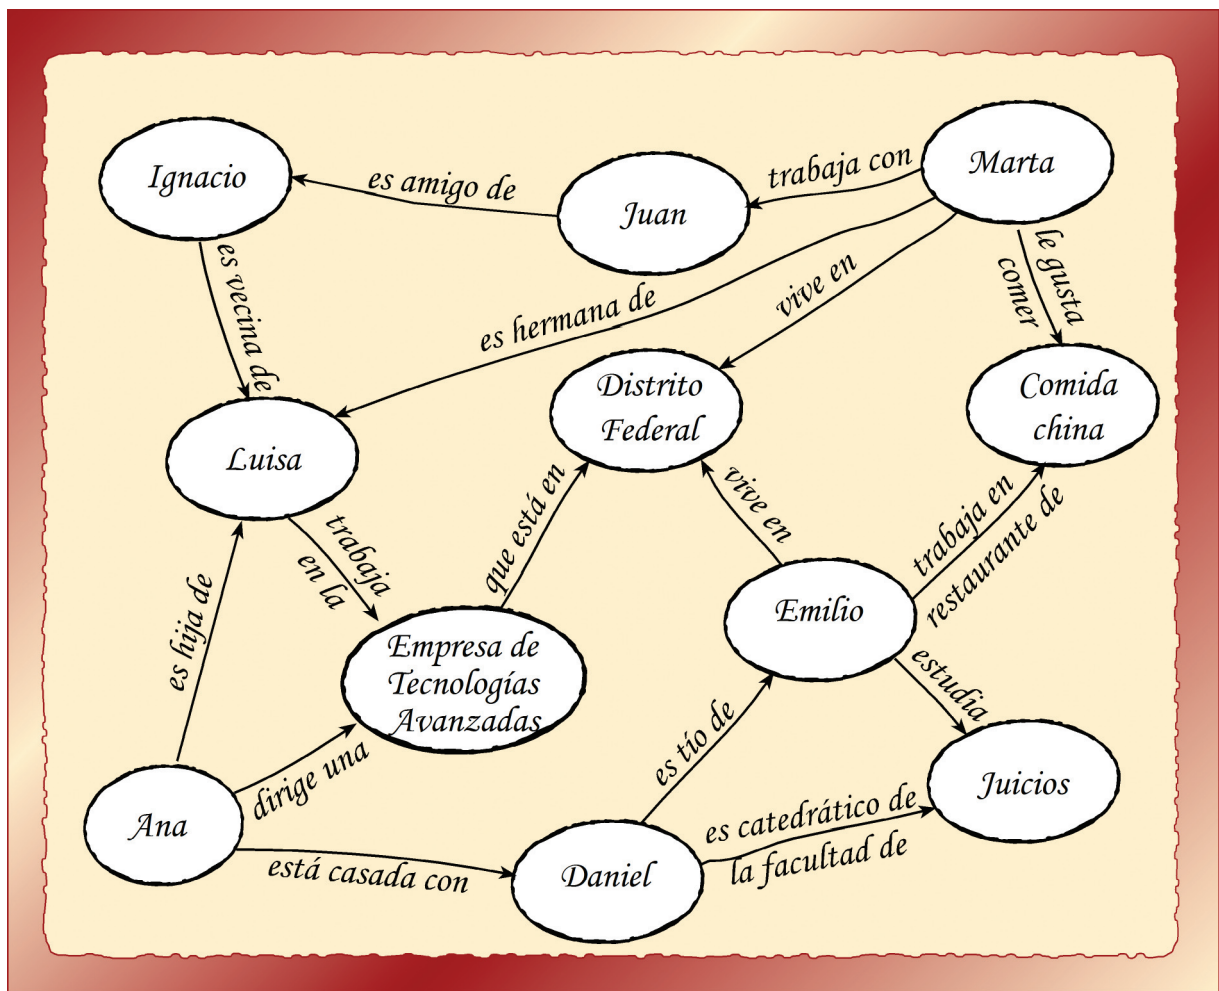 Ignacio
es amigo de
Juan
trabaja con
Marta
es vecina de
es hermana de
vive en
le gusta
comer
Luisa
Distrito
Federal
Comida
china
trabaja
en la
que está en
vive en
trabaja en
restaurante de
es hija de
Empresa de
Tecnologías
Avanzadas
Emilio
estudia
dirige una
es tío de
Juicios
Ana
está casada con
Daniel
es catedrático de
la facultad de